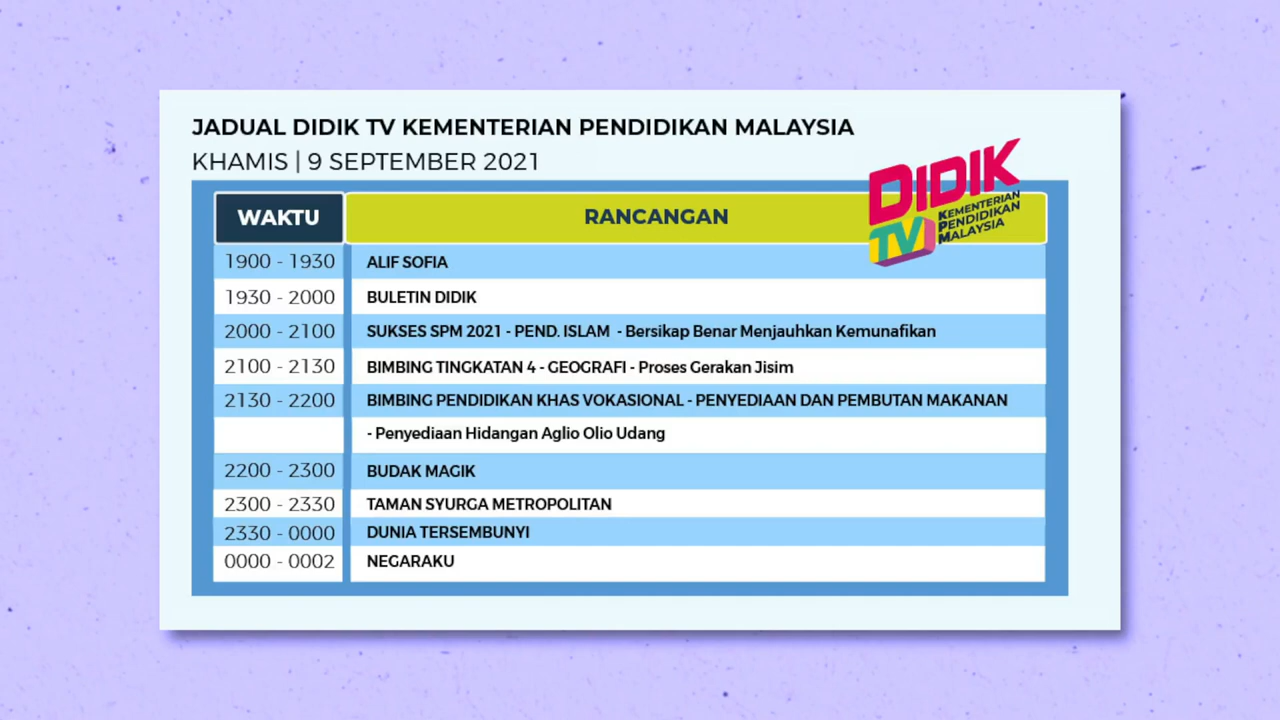 JADUAL DIDIK TV KEMENTERIAN PENDIDIKAN MALAYSIA
KHAMIS | 9 SEPTEMBER 2021
DIDIK
TV KEMENTERIAN
PENDIDIKAN
MALAYSIA
WAKTU RANCANGAN
1900 - 1930 ALIF SOFIA
1930 - 2000 BULETIN DIDIK
2000 - 2100 SUKSES SPM 2021 - PEND. ISLAM - Bersikap Benar Menjauhkan Kemunafikan
2100 - 2130 BIMBING TINGKATAN 4 - GEOGRAFI - Proses Gerakan Jisim
2130 - 2200 BIMBING PENDIDIKAN KHAS VOKASIONAL - PENYEDIAAN DAN PEMBUTAN MAKANAN
- Penyediaan Hidangan Aglio Olio Udang
2200 - 2300 BUDAK MAGIK
2300 - 2330 TAMAN SYURGA METROPOLITAN
2330 - 0000 DUNIA TERSEMBUNYI
0000 - 0002 NEGARAKU